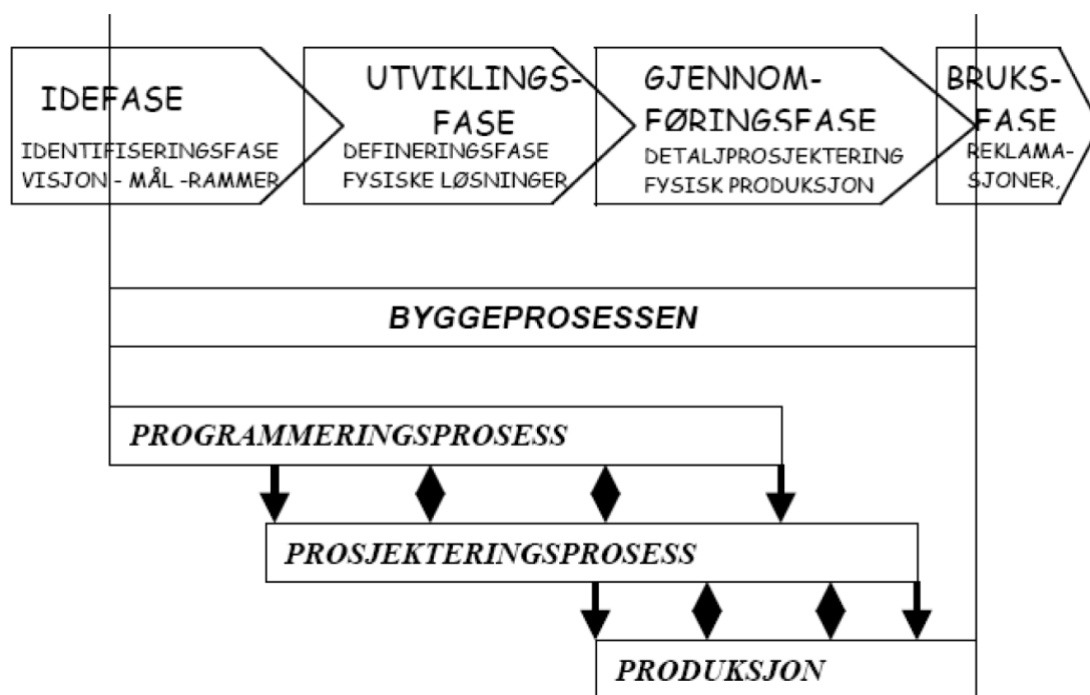 IDEFASE
IDENTIFISERINGSFASE
VISJON - MÅL -RAMMER
UTVIKLINGS-
FASE
DEFINERINGSFASE
FYSISKE LØSNINGER
GJENNOM-
FØRINGSFASE
DETALJPROSJEKTERING
FYSISK PRODUKSJON
BRUKS-
FASE
REKLAMA-
SJONER,
BYGGEPROSESSEN
PROGRAMMERINGSPROSESS
PROSJEKTERINGSPROSESS
PRODUKSJON